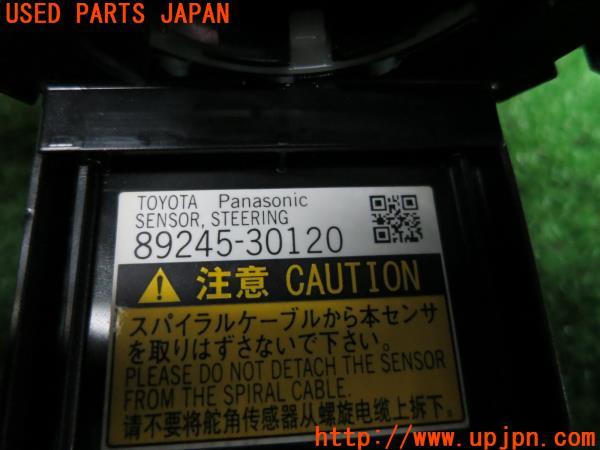 USED PARTS JAPAN
TOYOTA Panasonic
SENSOR, STEERING
89245-30120
注意 CAUTION
スパイラルケーブルから本センサ
を取りはずさないで下さい。
PLEASE DO NOT DETACH THE SENSOR
FROM THE SPIRAL CABLE.
请不要将舵角传感器从螺旋电缆上拆下。
www.upjpn.com